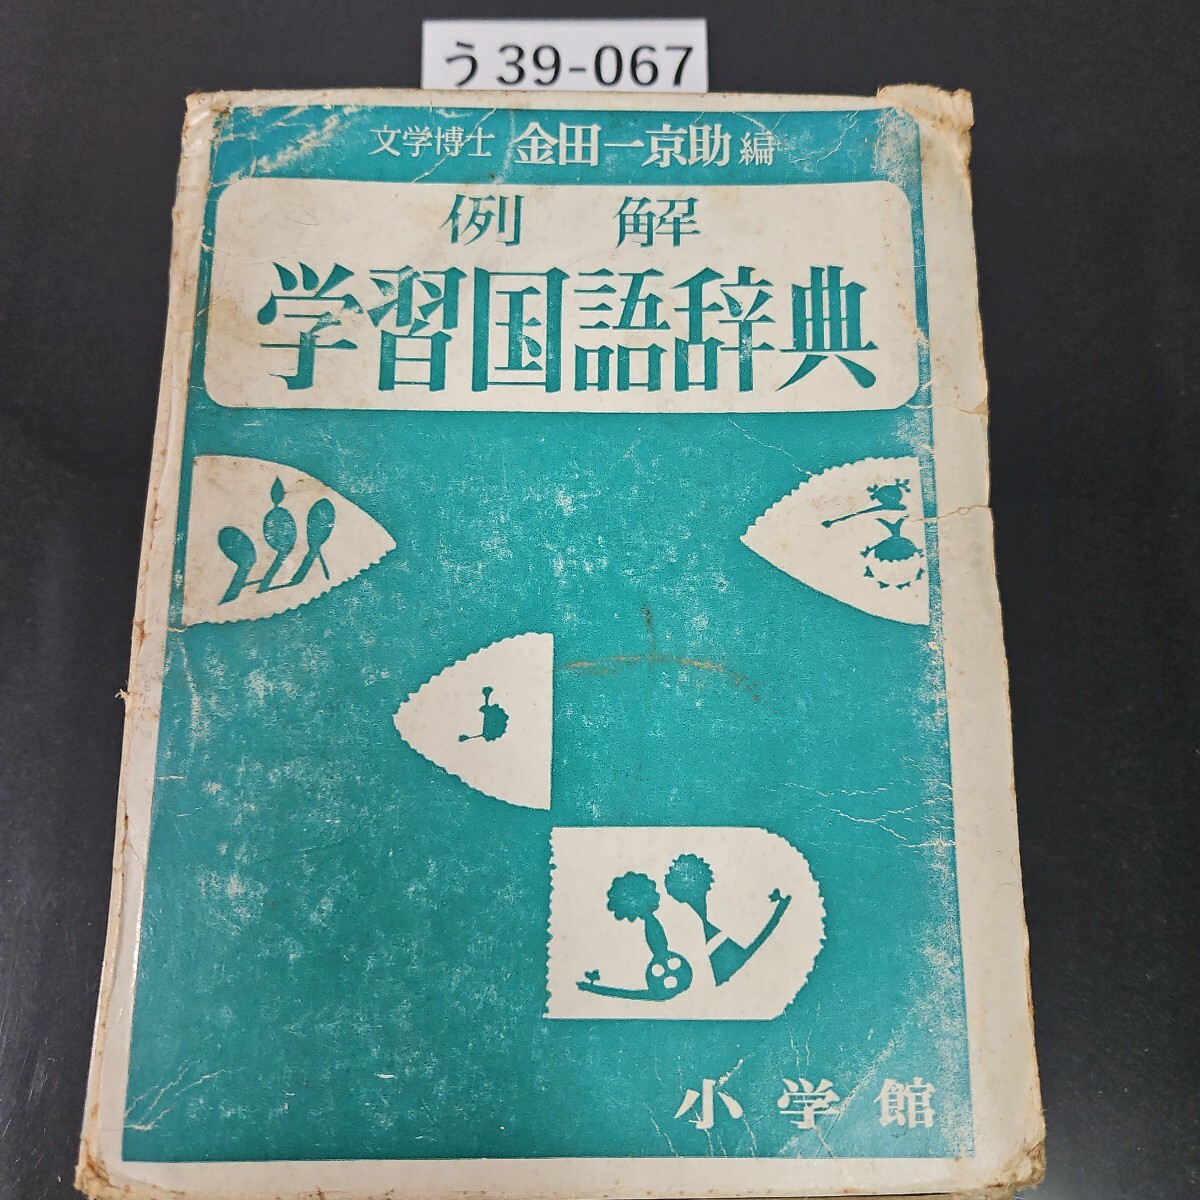 う39-067
文学博士 金田一京助 編
例解
学習国語辞典
小学館